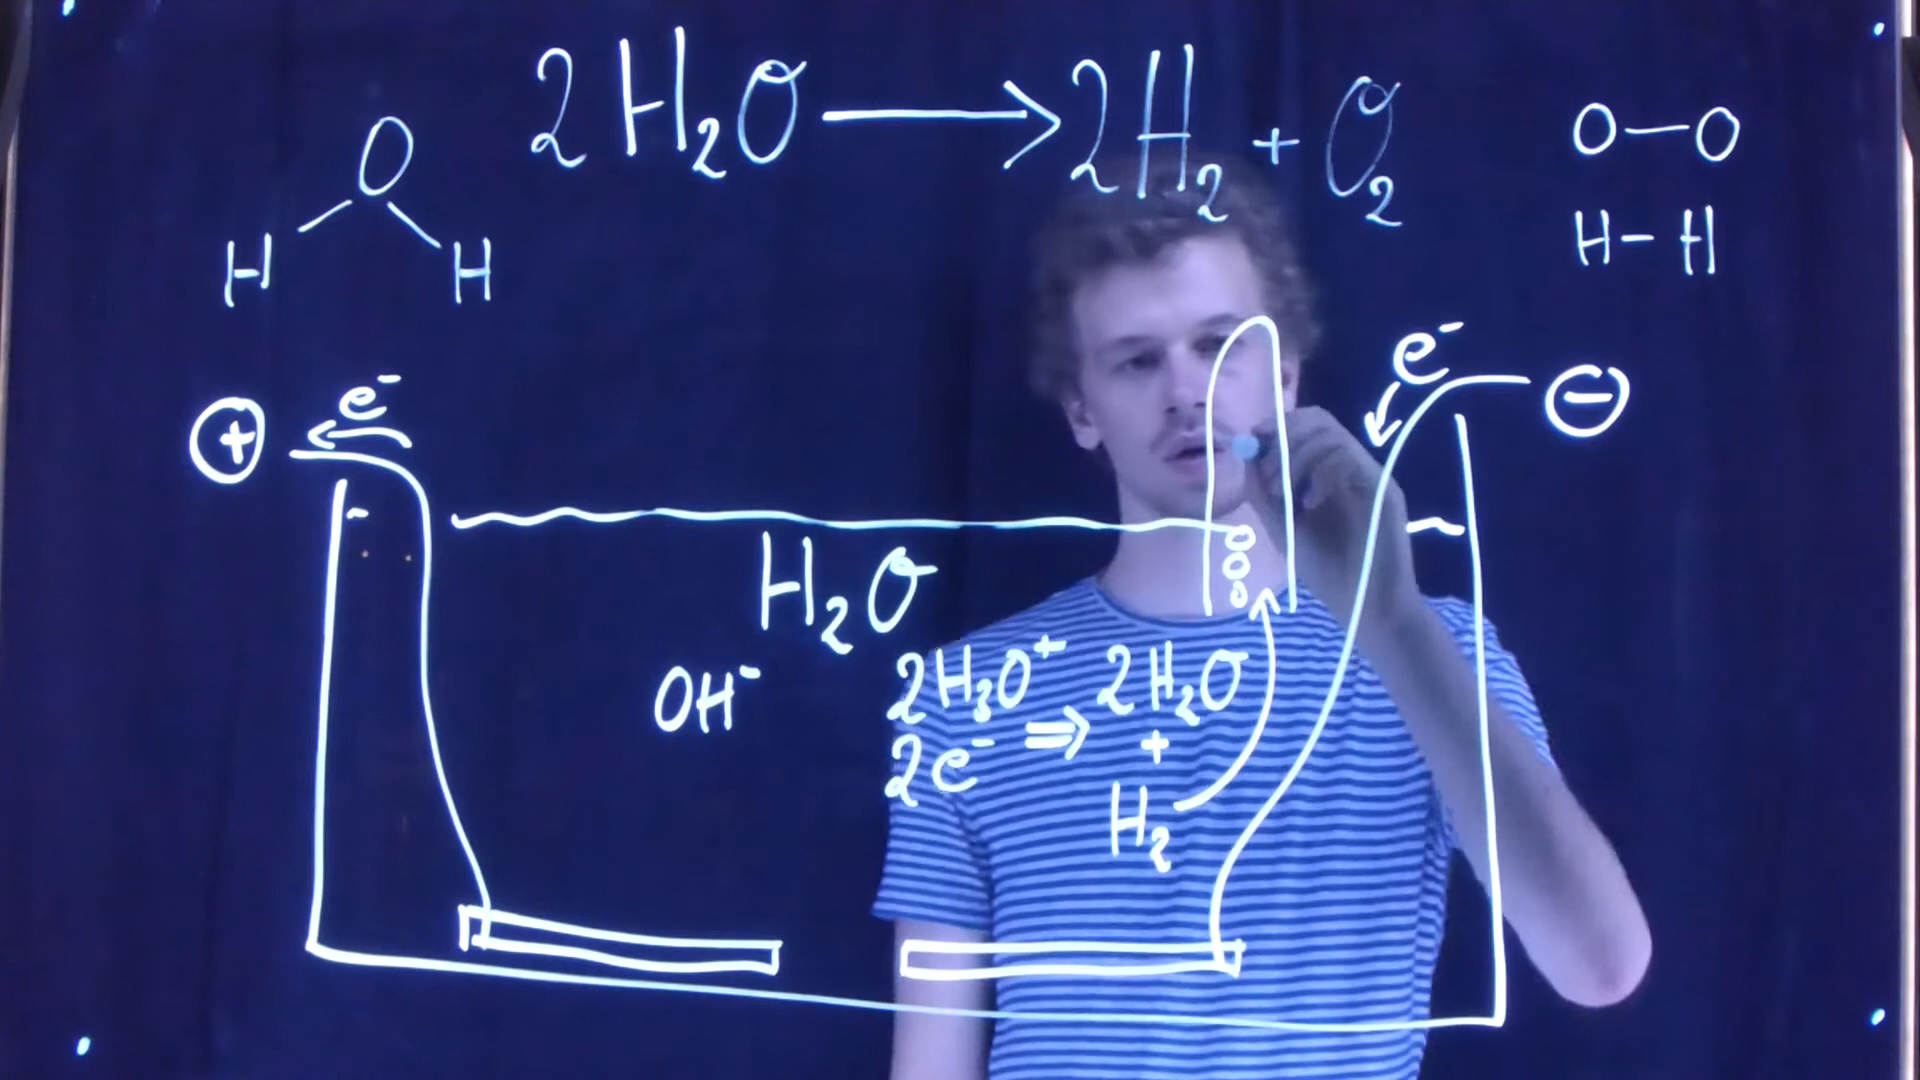 2H₂O → 2H₂ + O₂
O
H H
O–O
H–H
+
e⁻
e⁻
−
H₂O
OH⁻
2H₃O⁺
2e⁻
⇒
2H₂O
+
H₂